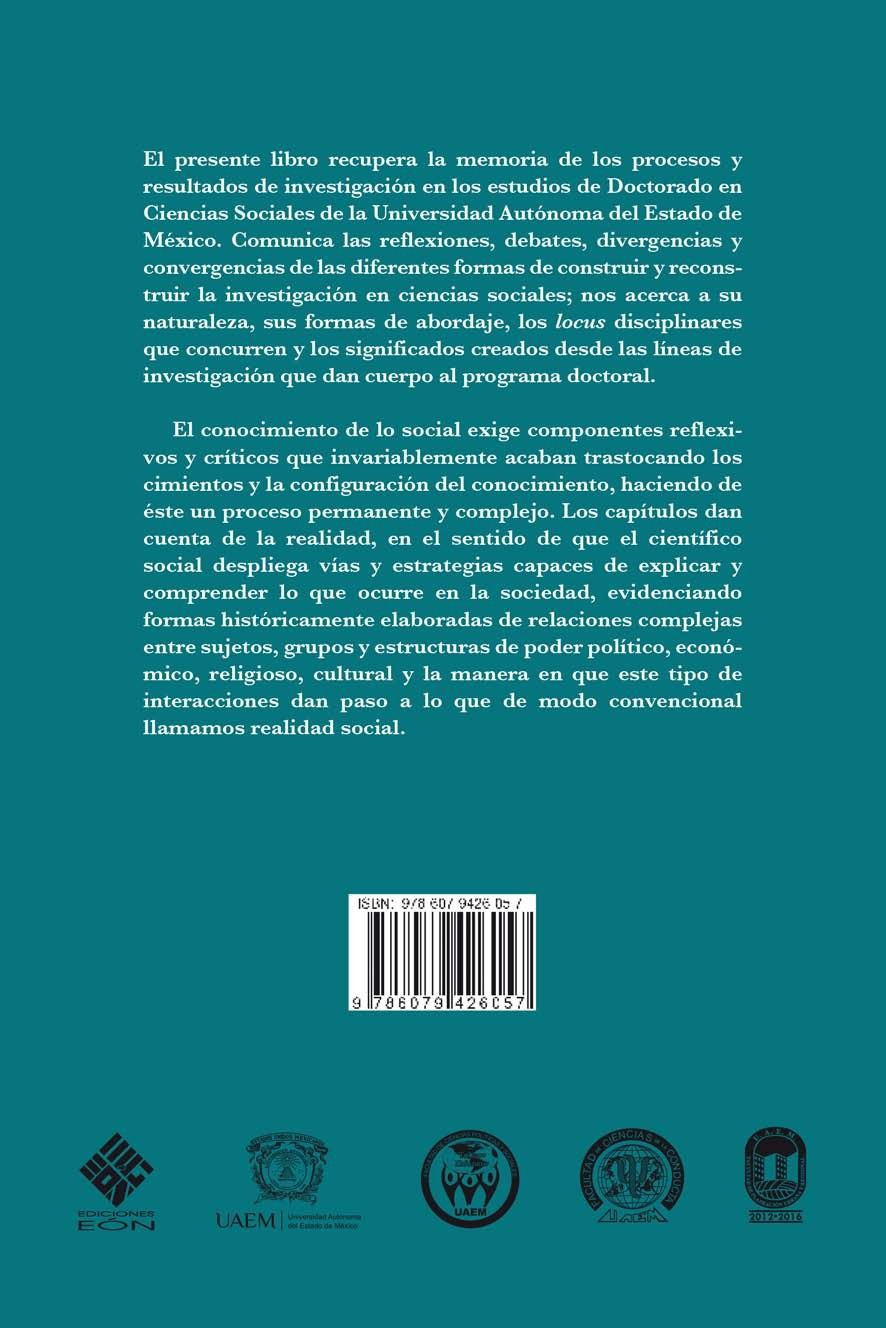 El presente libro recupera la memoria de los procesos y
resultados de investigación en los estudios de Doctorado en
Ciencias Sociales de la Universidad Autónoma del Estado de
México. Comunica las reflexiones, debates, divergencias y
convergencias de las diferentes formas de construir y recons-
truir la investigación en ciencias sociales; nos acerca a su
naturaleza, sus formas de abordaje, los locus disciplinares
que concurren y los significados creados desde las líneas de
investigación que dan cuerpo al programa doctoral.
El conocimiento de lo social exige componentes reflexi-
vos y críticos que invariablemente acaban trastocando los
cimientos y la configuración del conocimiento, haciendo de
éste un proceso permanente y complejo. Los capítulos dan
cuenta de la realidad, en el sentido de que el científico
social despliega vías y estrategias capaces de explicar y
comprender lo que ocurre en la sociedad, evidenciando
formas históricamente elaboradas de relaciones complejas
entre sujetos, grupos y estructuras de poder político, econó-
mico, religioso, cultural y la manera en que este tipo de
interacciones dan paso a lo que de modo convencional
llamamos realidad social.
ISBN: 978 607 9426 05 7
9 786079 426057
EDICIONES
EÓN
UAEM
Universidad Autónoma
del Estado de México
UAEM
FACULTAD DE CIENCIAS DE LA CONDUCTA
UAEM
U.A.E.M
2012-2016